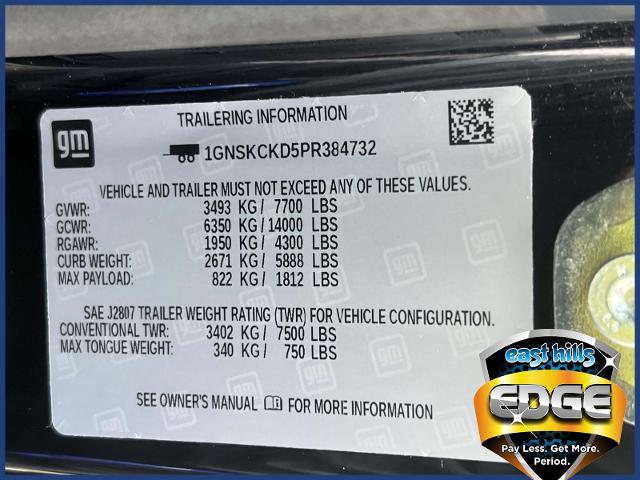 gm
TRAILERING INFORMATION
1GNSKCKD5PR384732
VEHICLE AND TRAILER MUST NOT EXCEED ANY OF THESE VALUES.
GVWR: 3493 KG / 7700 LBS
GCWR: 6350 KG / 14000 LBS
RGAWR: 1950 KG / 4300 LBS
CURB WEIGHT: 2671 KG / 5888 LBS
MAX PAYLOAD: 822 KG / 1812 LBS
SAE J2807 TRAILER WEIGHT RATING (TWR) FOR VEHICLE CONFIGURATION.
CONVENTIONAL TWR: 3402 KG / 7500 LBS
MAX TONGUE WEIGHT: 340 KG / 750 LBS
SEE OWNER'S MANUAL FOR MORE INFORMATION
east hills
EDGE
Pay Less. Get More.
Period.